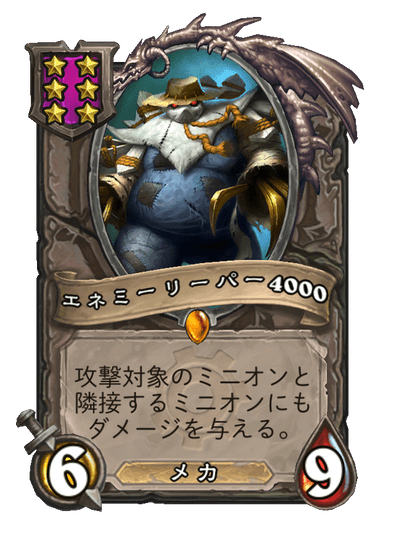 エネミーリーパー4000
攻撃対象のミニオンと
隣接するミニオンにも
ダメージを与える。
6
メカ
9